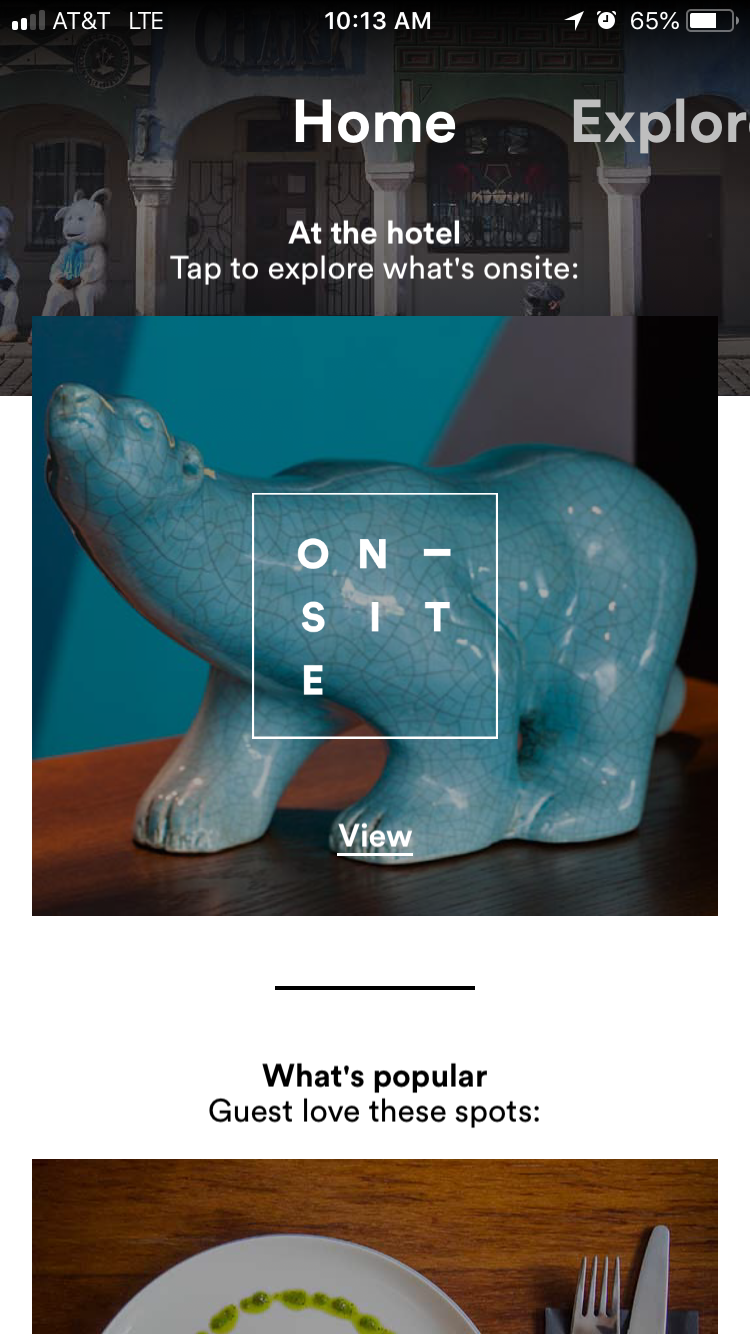 AT&T LTE 10:13 AM 65%
Home Explor
At the hotel
Tap to explore what's onsite:
ON-
SIT
E
View
What's popular
Guest love these spots: